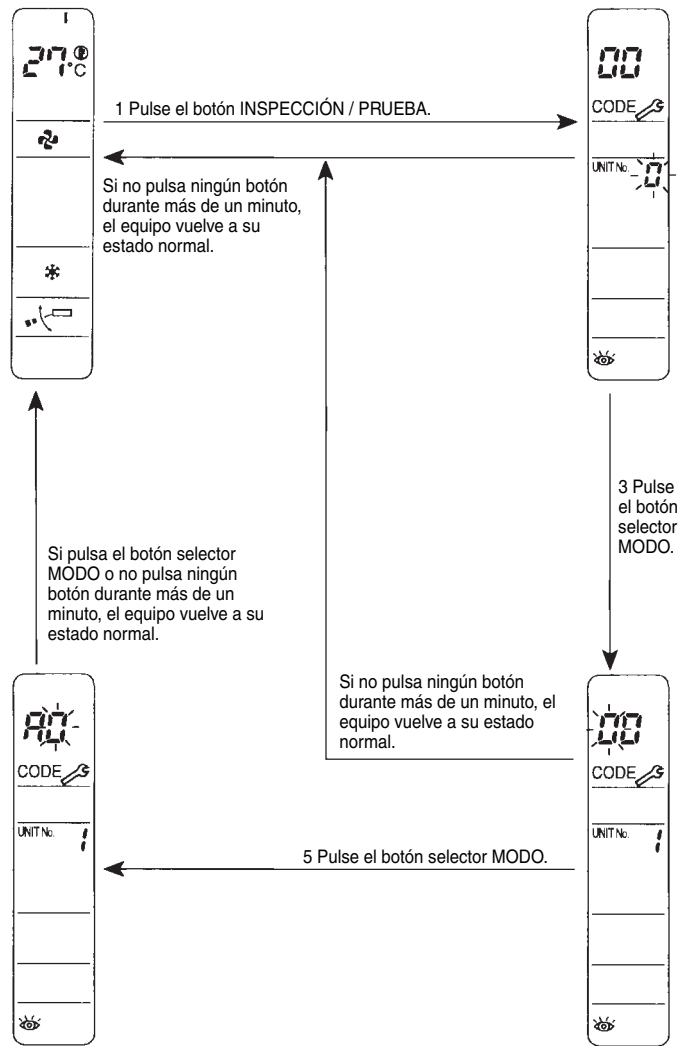 27°C
00
1 Pulse el botón INSPECCIÓN / PRUEBA.
CODE
UNIT No. 0
Si no pulsa ningún botón
durante más de un minuto,
el equipo vuelve a su
estado normal.
3 Pulse
el botón
selector
MODO.
Si pulsa el botón selector
MODO o no pulsa ningún
botón durante más de un
minuto, el equipo vuelve a su
estado normal.
Si no pulsa ningún botón
durante más de un minuto, el
equipo vuelve a su estado
normal.
A0
CODE
UNIT No. 1
00
CODE
UNIT No. 1
5 Pulse el botón selector MODO.